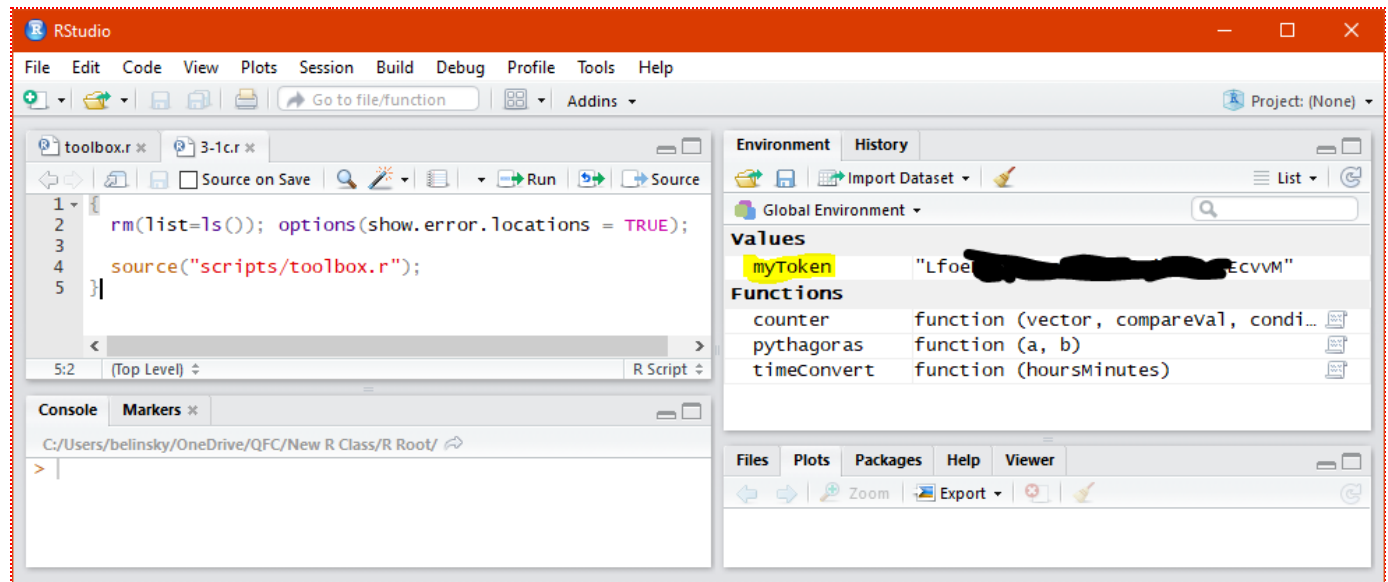 RStudio
File Edit Code View Plots Session Build Debug Profile Tools Help
Go to file/function Addins Project: (None)
toolbox.r 3-1c.r
Source on Save Run Source
1 {
2 rm(list=ls()); options(show.error.locations = TRUE);
3
4 source("scripts/toolbox.r");
5 }
5:2 (Top Level) R Script
Console Markers
C:/Users/belinsky/OneDrive/QFC/New R Class/R Root/
>
Environment History
Import Dataset List
Global Environment
Values
myToken "Lfoe EcvvM"
Functions
counter function (vector, compareVal, condi…
pythagoras function (a, b)
timeConvert function (hoursMinutes)
Files Plots Packages Help Viewer
Zoom Export